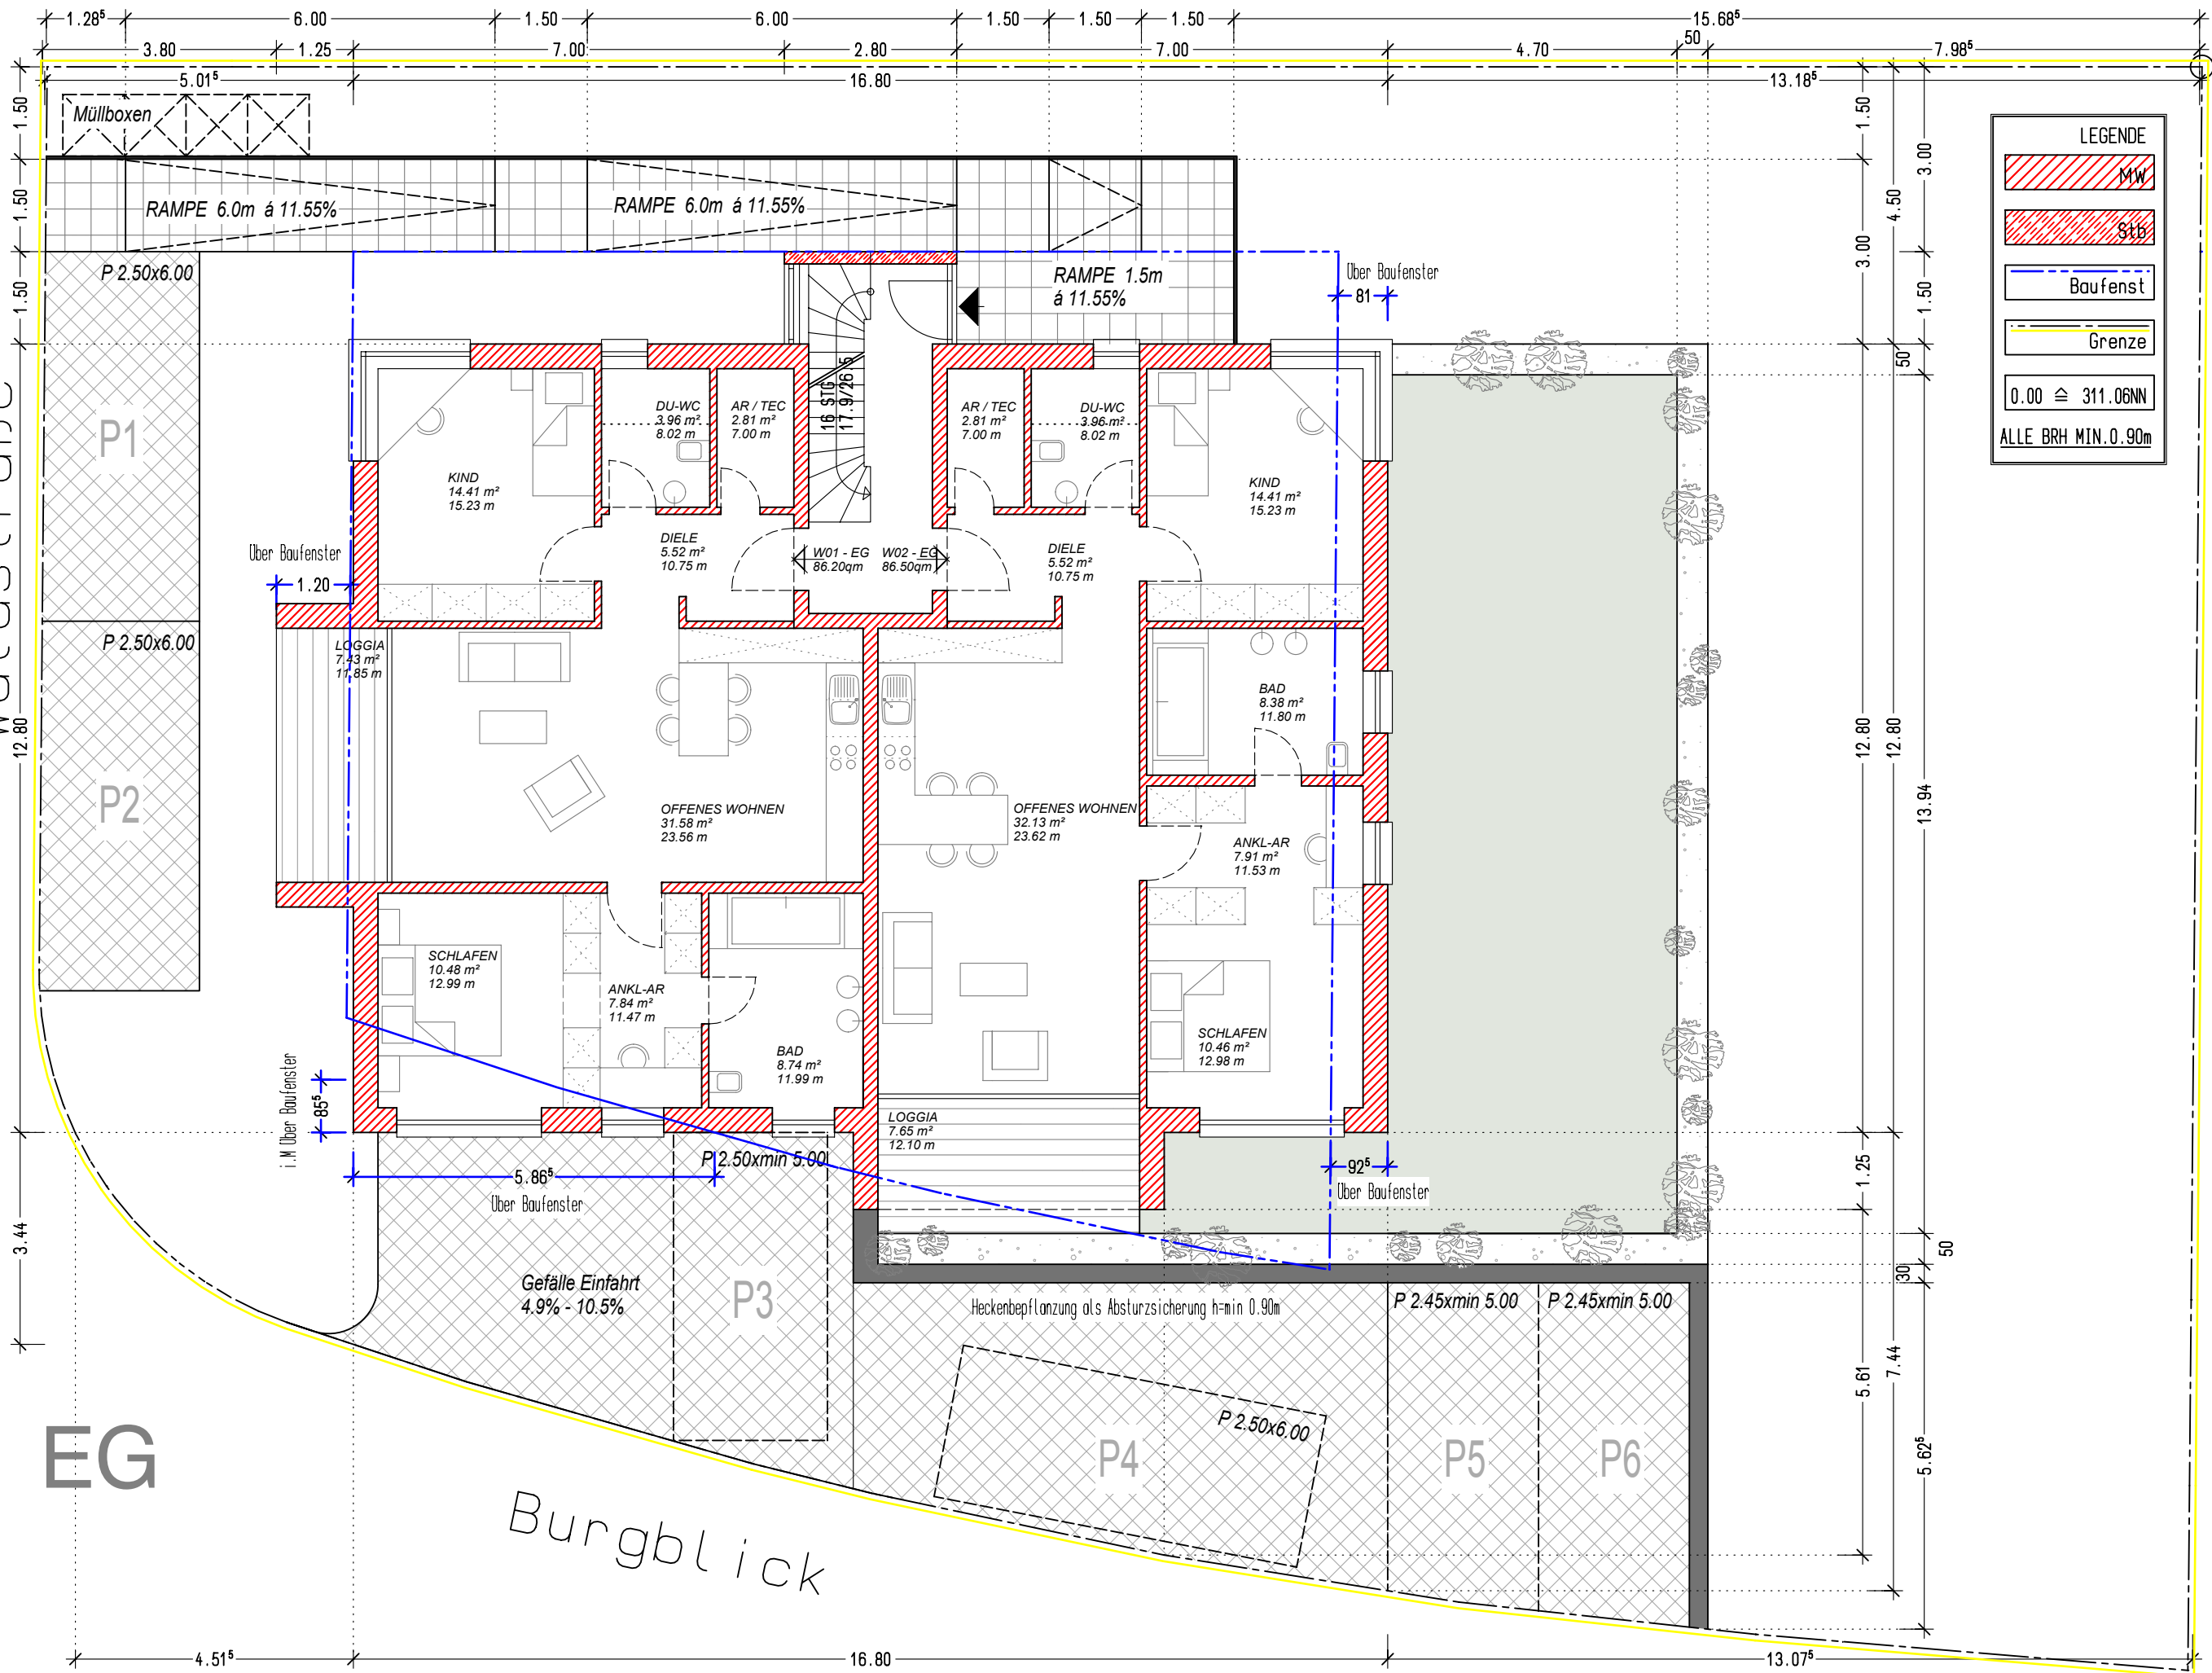 1.28⁵ 6.00 1.50 6.00 1.50 1.50 1.50 15.68⁵
3.80 1.25 7.00 2.80 7.00 4.70 50 7.98⁵
5.01⁵ 16.80 13.18⁵
Müllboxen
RAMPE 6.0m á 11.55%
RAMPE 6.0m á 11.55%
RAMPE 1.5m
á 11.55%
LEGENDE
MW
Stb
Baufenst
Grenze
0.00 ≙ 311.06NN
ALLE BRH MIN.0.90m
1.50
1.50
1.50
12.80
3.44
P 2.50x6.00
P1
P 2.50x6.00
P2
Über Baufenster
81
Über Baufenster
1.20
16 STG
17.9/26.5
KIND
14.41 m²
15.23 m
DU-WC
3.96 m²
8.02 m
AR / TEC
2.81 m²
7.00 m
AR / TEC
2.81 m²
7.00 m
DU-WC
3.96 m²
8.02 m
KIND
14.41 m²
15.23 m
DIELE
5.52 m²
10.75 m
W01 - EG
86.20qm
W02 - EG
86.50qm
DIELE
5.52 m²
10.75 m
LOGGIA
7.43 m²
11.85 m
BAD
8.38 m²
11.80 m
OFFENES WOHNEN
31.58 m²
23.56 m
OFFENES WOHNEN
32.13 m²
23.62 m
ANKL-AR
7.91 m²
11.53 m
SCHLAFEN
10.48 m²
12.99 m
ANKL-AR
7.84 m²
11.47 m
BAD
8.74 m²
11.99 m
SCHLAFEN
10.46 m²
12.98 m
LOGGIA
7.65 m²
12.10 m
i.M Über Baufenster
85⁵
5.86⁵
Über Baufenster
P 2.50xmin 5.00
92⁵
Über Baufenster
Gefälle Einfahrt
4.9% - 10.5%
P3
Heckenbepflanzung als Absturzsicherung h=min 0.90m
P 2.45xmin 5.00
P 2.45xmin 5.00
P 2.50x6.00
P4
P5
P6
1.50
3.00
12.80
1.25
5.61
4.50
12.80
7.44
3.00
1.50
50
13.94
50
30
5.62⁵
EG
Burgblick
4.51⁵ 16.80 13.07⁵